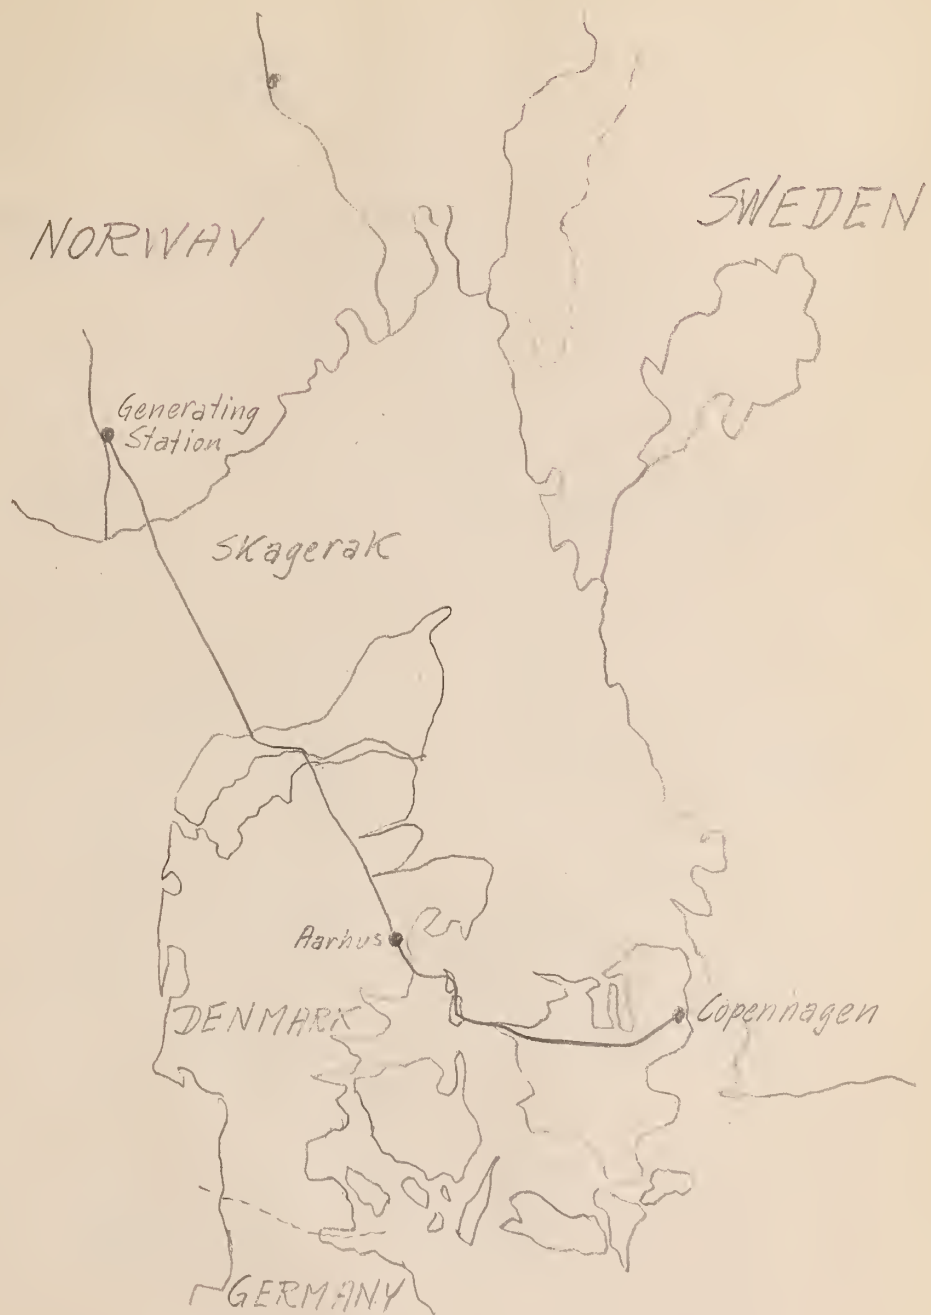 NORWAY
SWEDEN
Generating
Station
Skagerak
Aarhus
DENMARK
Copenhagen
GERMANY